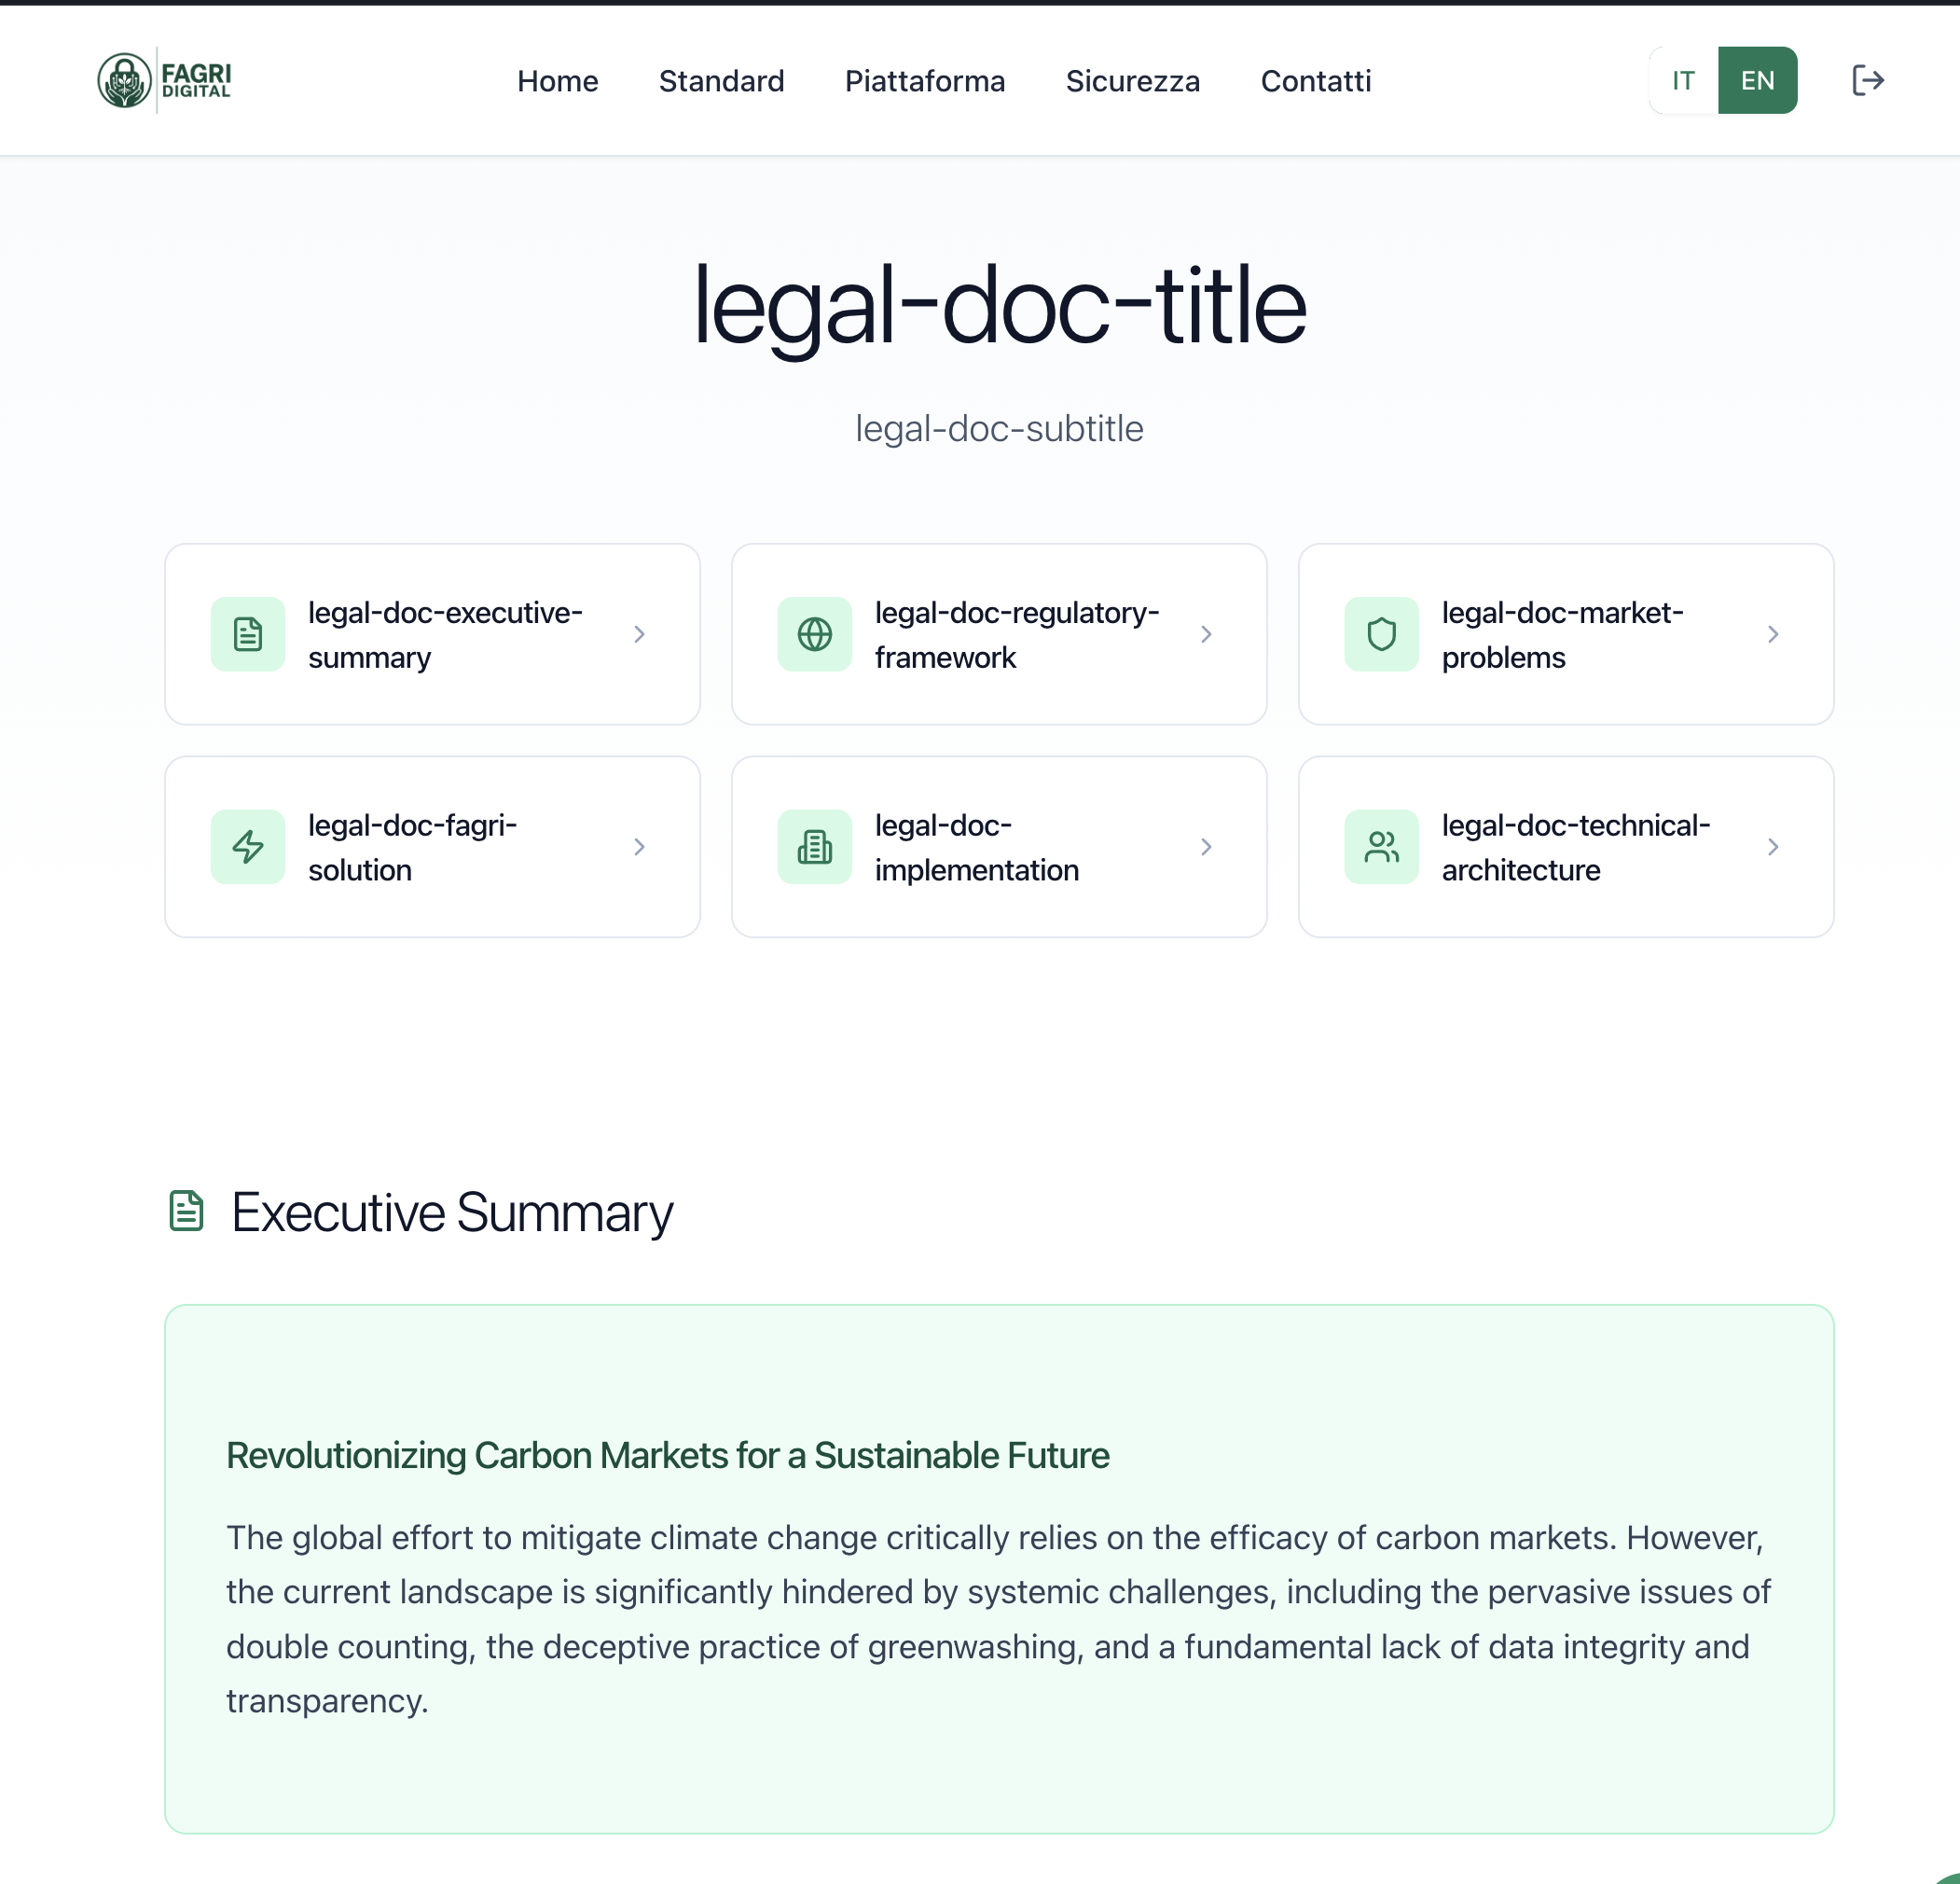 FAGRI
DIGITAL
Home Standard Piattaforma Sicurezza Contatti
IT EN
legal-doc-title
legal-doc-subtitle
legal-doc-executive-
summary
legal-doc-regulatory-
framework
legal-doc-market-
problems
legal-doc-fagri-
solution
legal-doc-
implementation
legal-doc-technical-
architecture
Executive Summary
Revolutionizing Carbon Markets for a Sustainable Future
The global effort to mitigate climate change critically relies on the efficacy of carbon markets. However,
the current landscape is significantly hindered by systemic challenges, including the pervasive issues of
double counting, the deceptive practice of greenwashing, and a fundamental lack of data integrity and
transparency.